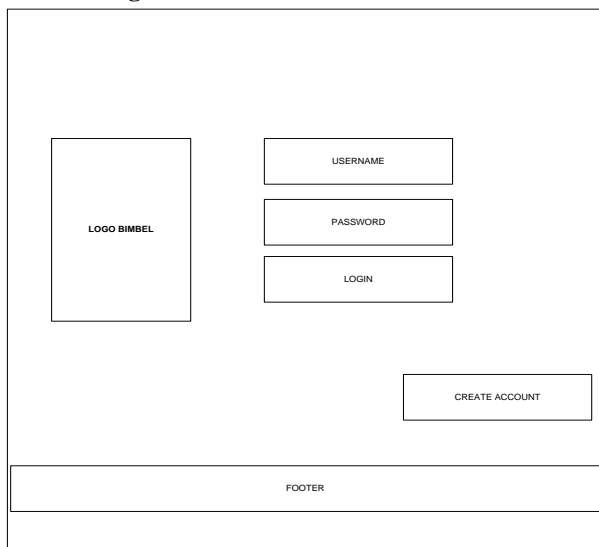 USERNAME
LOGO BIMBEL
PASSWORD
LOGIN
CREATE ACCOUNT
FOOTER